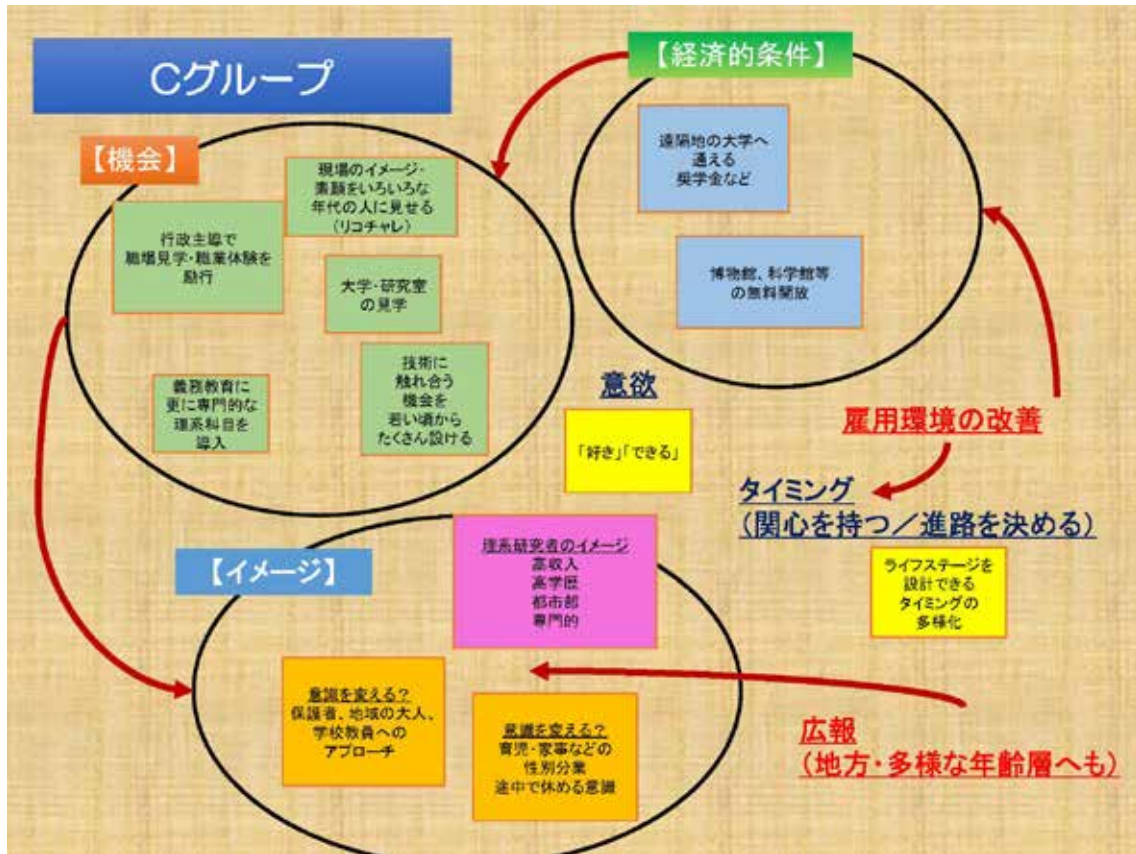 Cグループ
【経済的条件】
遠隔地の大学へ
通える
奨学金など
博物館、科学館等
の無料開放
【機会】
現場のイメージ・
素顔をいろいろな
年代の人に見せる
(リコチャレ)
行政主導で
職場見学・職業体験を
励行
大学・研究室
の見学
義務教育に
更に専門的な
理系科目を
導入
技術に
触れ合う
機会を
若い頃から
たくさん設ける
意欲
「好き」「できる」
雇用環境の改善
タイミング
(関心を持つ/進路を決める)
ライフステージを
設計できる
タイミングの
多様化
【イメージ】
理系研究者のイメージ
高収入
高学歴
都市部
専門的
意識を変える?
保護者、地域の大人、
学校教員への
アプローチ
意識を変える?
育児・家事などの
性別分業
途中で休める意識
広報
(地方・多様な年齢層へも)